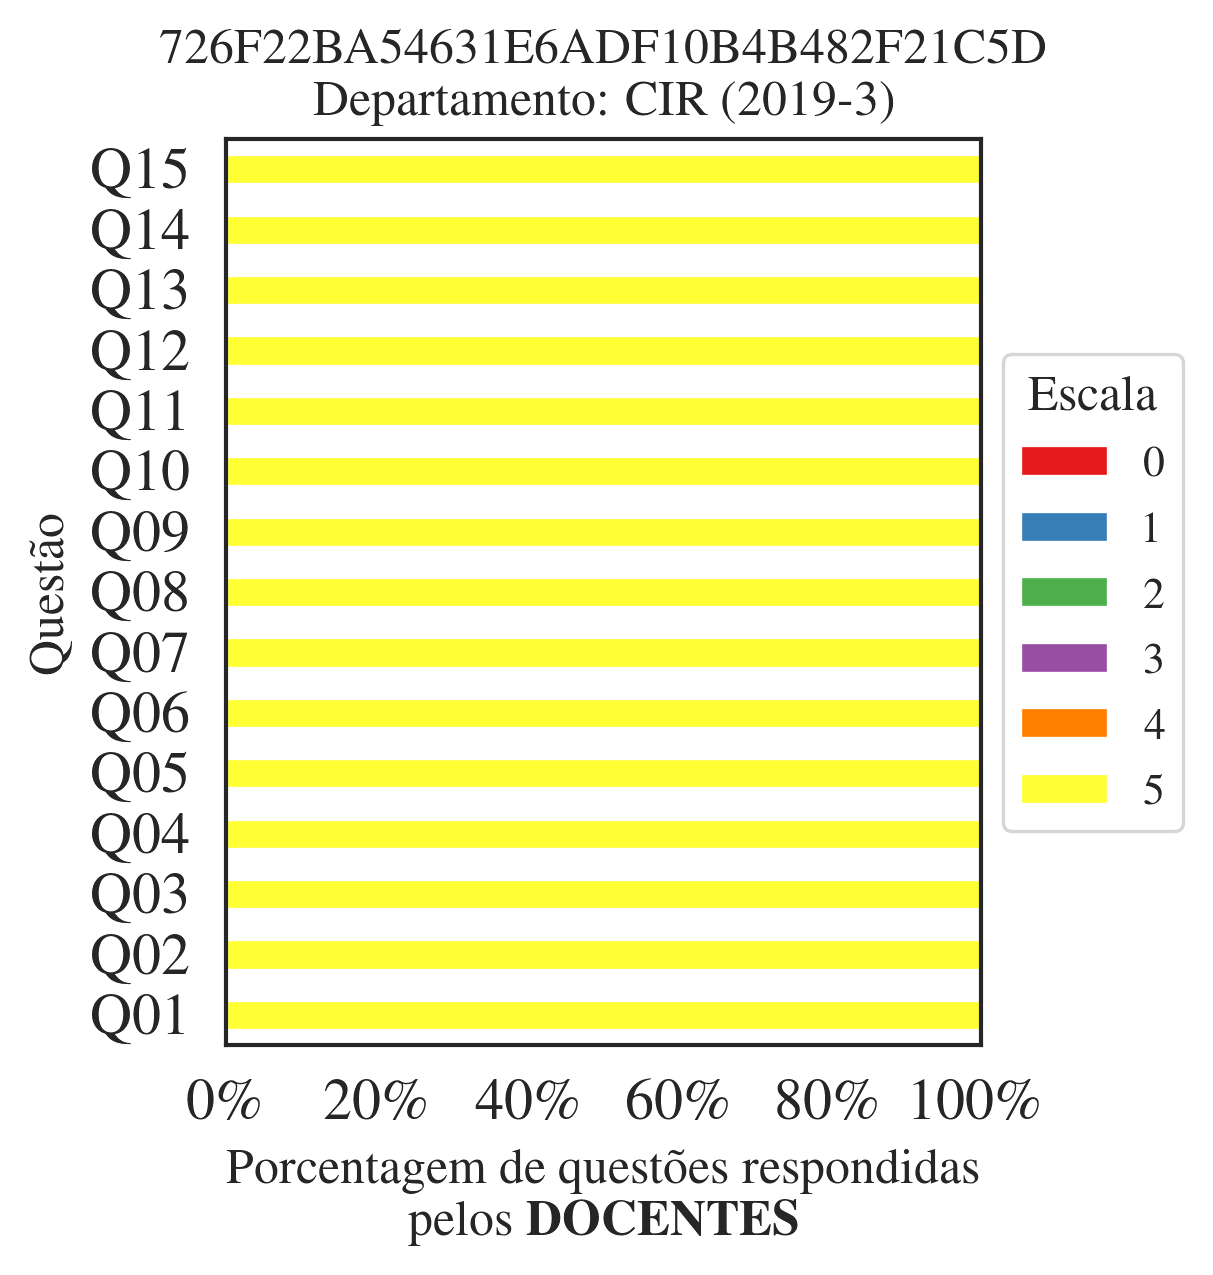 726F22BA54631E6ADF10B4B482F21C5D
Departamento: CIR (2019-3)
Q15
Q14
Q13
Q12
Q11
Q10
Q09
Q08
Q07
Q06
Q05
Q04
Q03
Q02
Q01
Questão
0% 20% 40% 60% 80% 100%
Porcentagem de questões respondidas
pelos DOCENTES
Escala
0
1
2
3
4
5